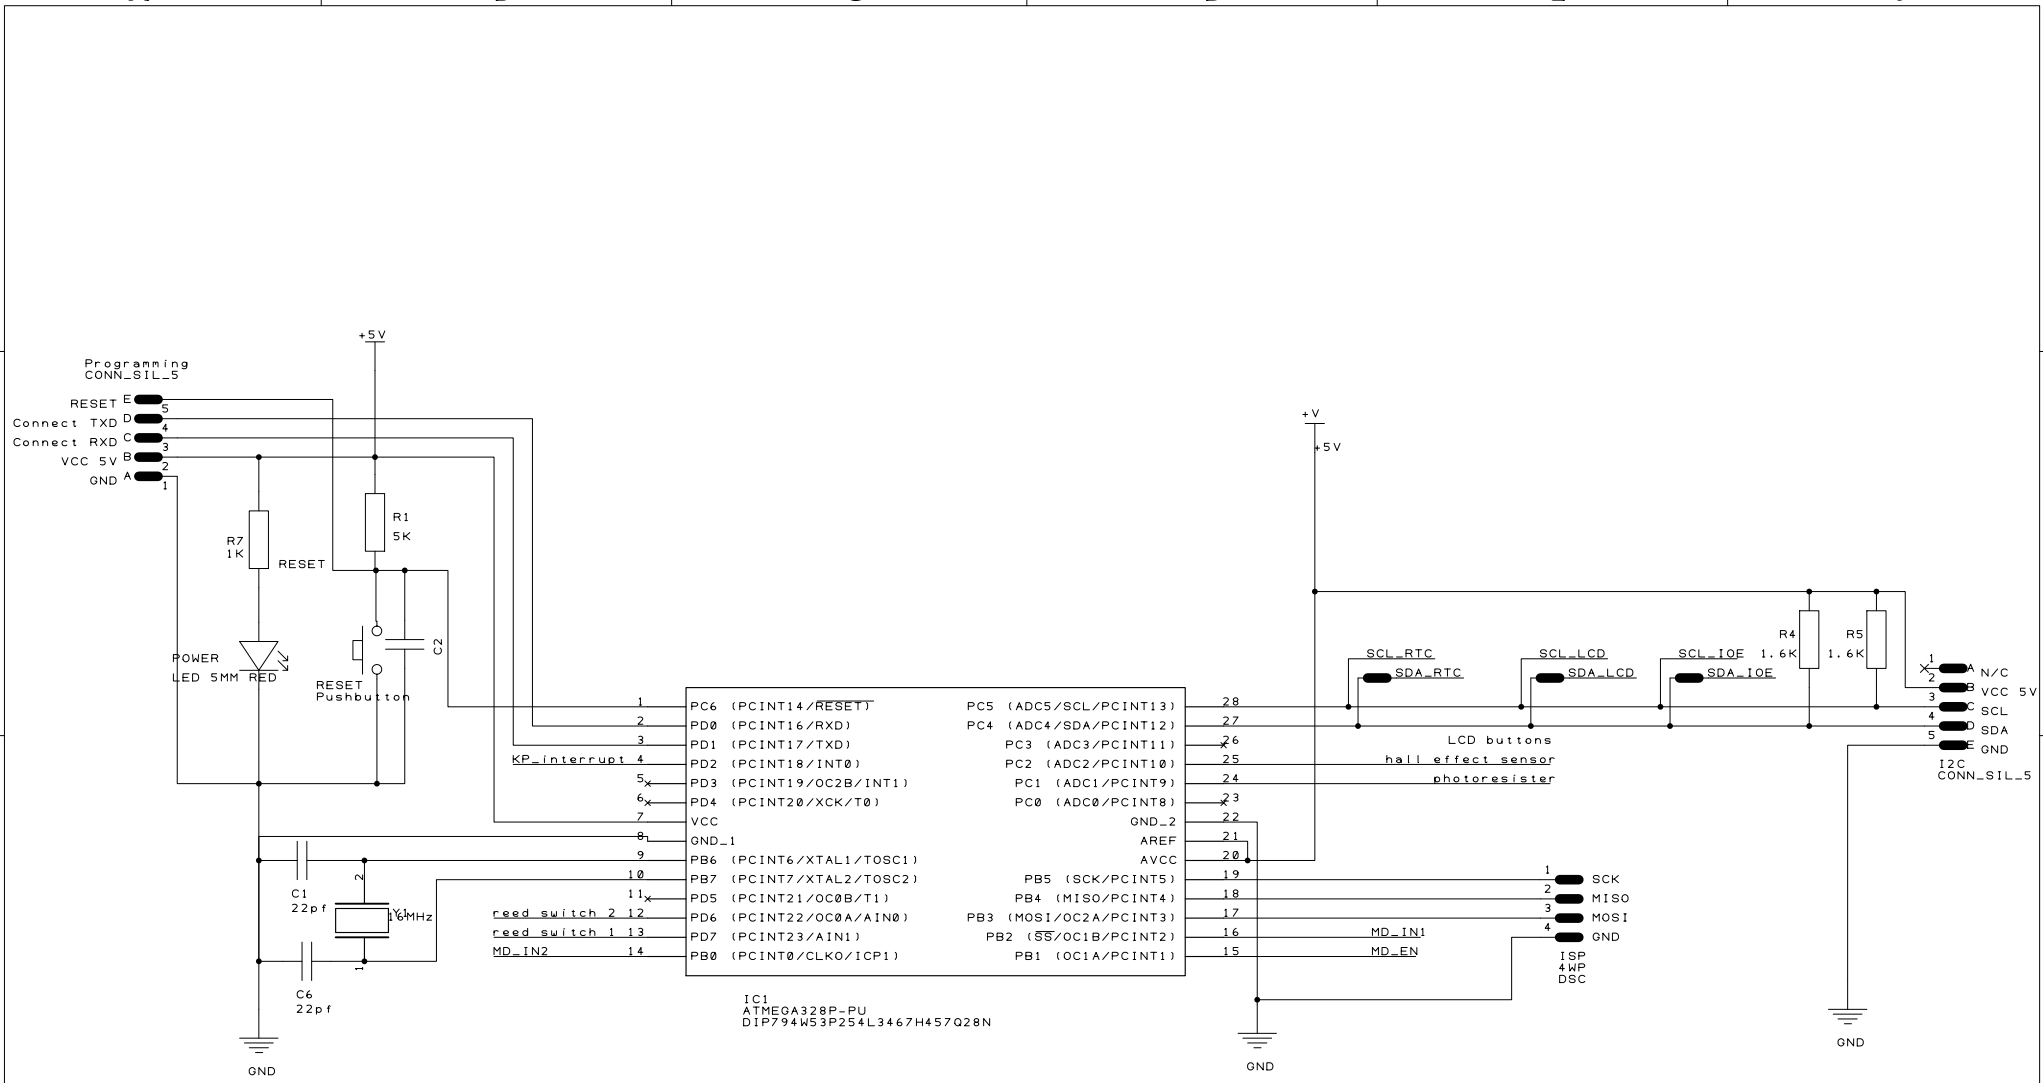 +5V
Programming
CONN_SIL_5
RESET E
5
Connect TXD D
4
Connect RXD C
3
VCC 5V B
2
GND A
1
R1
5K
R7
1K
RESET
POWER
LED 5MM RED
RESET
Pushbutton
C2
+V
+5V
R4
1.6K
R5
1.6K
SCL_RTC
SDA_RTC
SCL_LCD
SDA_LCD
SCL_IOE
SDA_IOE
1 A N/C
2 B VCC 5V
3 C SCL
4 D SDA
5 E GND
I2C
CONN_SIL_5
1 PC6 (PCINT14/RESET)
2 PD0 (PCINT16/RXD)
3 PD1 (PCINT17/TXD)
KP_interrupt 4 PD2 (PCINT18/INT0)
5 PD3 (PCINT19/OC2B/INT1)
6 PD4 (PCINT20/XCK/T0)
7 VCC
8 GND_1
9 PB6 (PCINT6/XTAL1/TOSC1)
10 PB7 (PCINT7/XTAL2/TOSC2)
11 PD5 (PCINT21/OC0B/T1)
reed switch 2 12 PD6 (PCINT22/OC0A/AIN0)
reed switch 1 13 PD7 (PCINT23/AIN1)
MD_IN2 14 PB0 (PCINT0/CLKO/ICP1)
PC5 (ADC5/SCL/PCINT13) 28
PC4 (ADC4/SDA/PCINT12) 27
PC3 (ADC3/PCINT11) 26 LCD buttons
PC2 (ADC2/PCINT10) 25 hall effect sensor
PC1 (ADC1/PCINT9) 24 photoresister
PC0 (ADC0/PCINT8) 23
GND_2 22
AREF 21
AVCC 20
PB5 (SCK/PCINT5) 19
PB4 (MISO/PCINT4) 18
PB3 (MOSI/OC2A/PCINT3) 17
PB2 (SS/OC1B/PCINT2) 16 MD_IN1
PB1 (OC1A/PCINT1) 15 MD_EN
1 SCK
2 MISO
3 MOSI
4 GND
ISP
4WP
DSC
C1
22pf
2
Y1
16MHz
1
C6
22pf
IC1
ATMEGA328P-PU
DIP794W53P254L3467H457Q28N
GND
GND
GND